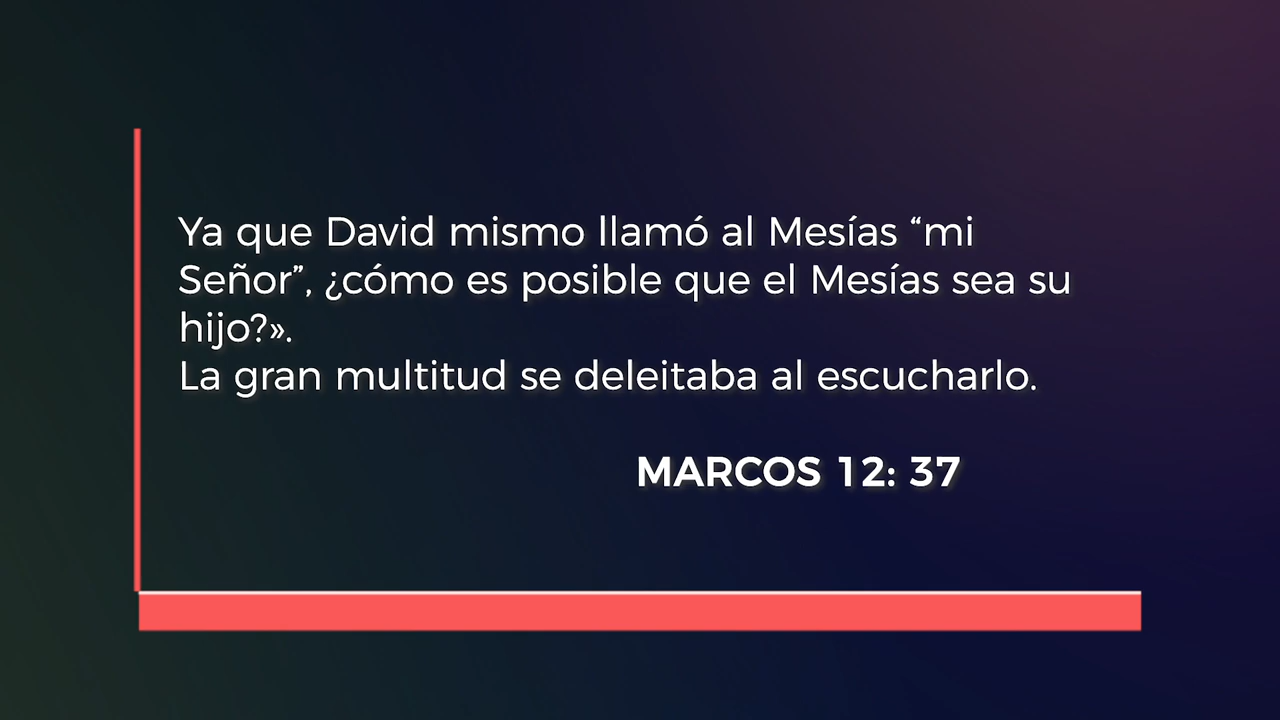 Ya que David mismo llamó al Mesías “mi
Señor”, ¿cómo es posible que el Mesías sea su
hijo?».
La gran multitud se deleitaba al escucharlo.
MARCOS 12: 37